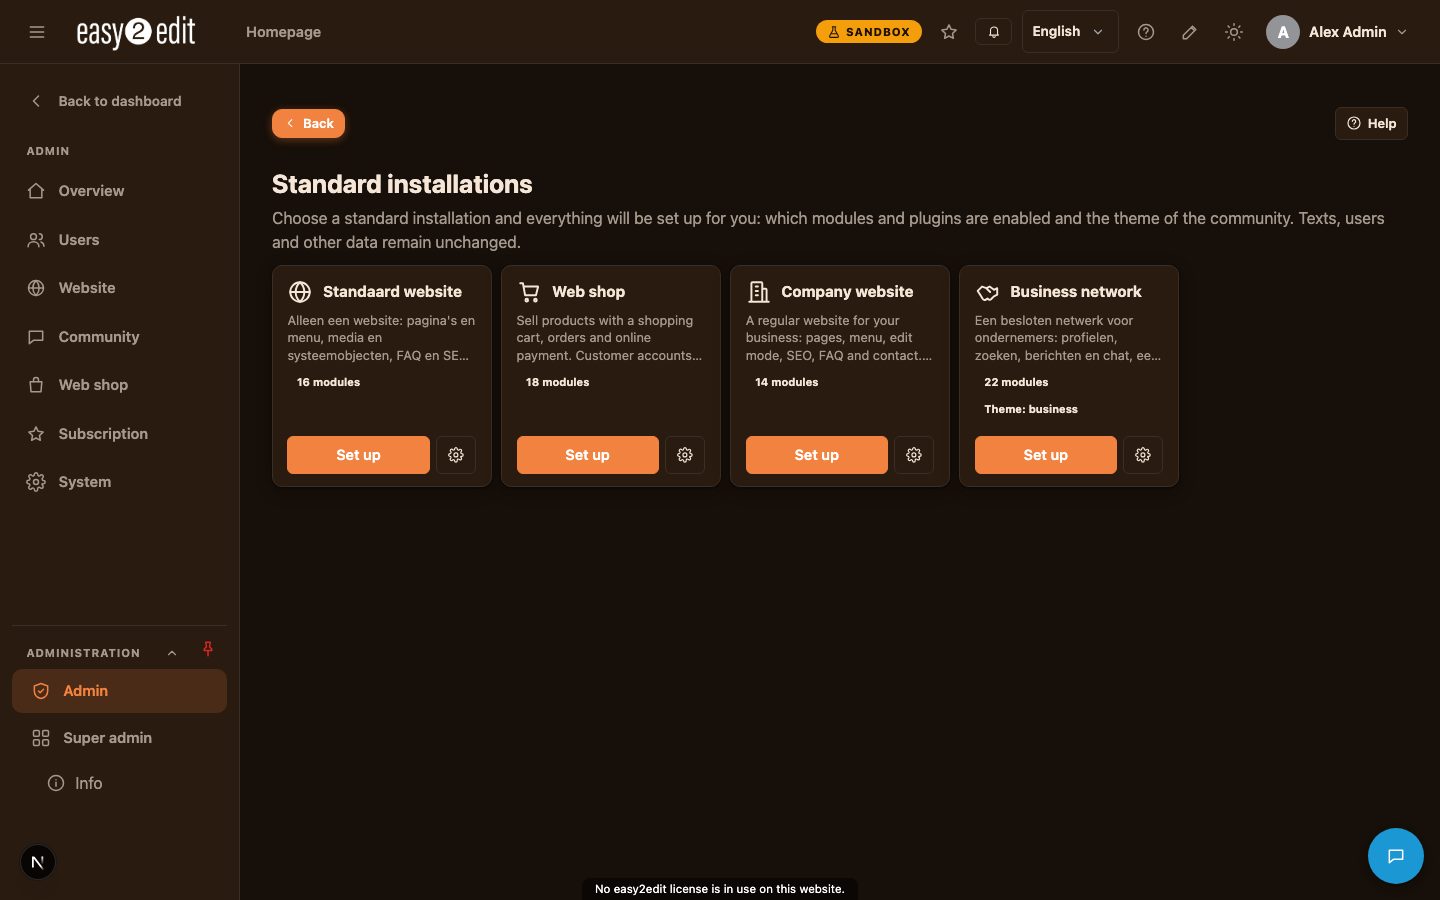 easy2edit
Homepage
SANDBOX
English
A
Alex Admin
Back to dashboard
ADMIN
Overview
Users
Website
Community
Web shop
Subscription
System
ADMINISTRATION
Admin
Super admin
Info
N
Back
Help
Standard installations
Choose a standard installation and everything will be set up for you: which modules and plugins are enabled and the theme of the community. Texts, users
and other data remain unchanged.
Standaard website
Alleen een website: pagina's en
menu, media en
systeemobjecten, FAQ en SE...
16 modules
Set up
Web shop
Sell products with a shopping
cart, orders and online
payment. Customer accounts...
18 modules
Set up
Company website
A regular website for your
business: pages, menu, edit
mode, SEO, FAQ and contact....
14 modules
Set up
Business network
Een besloten netwerk voor
ondernemers: profielen,
zoeken, berichten en chat, ee...
22 modules
Theme: business
Set up
No easy2edit license is in use on this website.